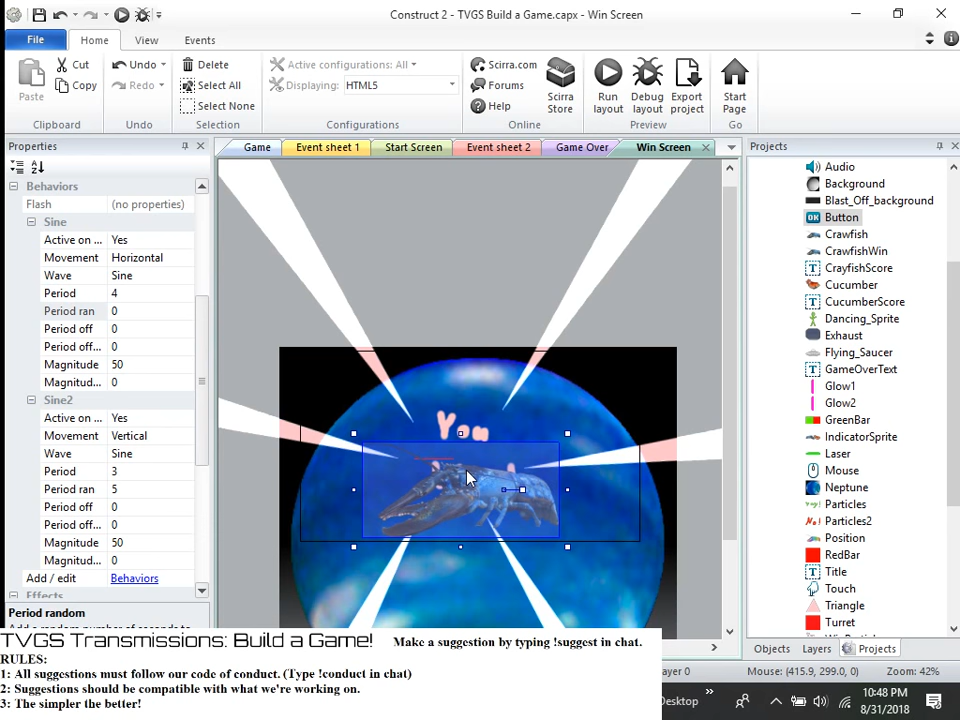 Construct 2 - TVGS Build a Game.capx - Win Screen
File Home View Events
Paste Cut Copy
Undo Redo
Delete Select All Select None
Active configurations: All
Displaying: HTML5
Scirra.com Forums Help
Scirra Store
Run layout
Debug layout
Export project
Start Page
Clipboard Undo Selection Configurations Online Preview Go
Properties
Game Event sheet 1 Start Screen Event sheet 2 Game Over Win Screen
Projects
Behaviors
Flash (no properties)
Sine
Active on ... Yes
Movement Horizontal
Wave Sine
Period 4
Period ran 0
Period off 0
Period off... 0
Magnitude 50
Magnitud... 0
Sine2
Active on ... Yes
Movement Vertical
Wave Sine
Period 3
Period ran 5
Period off 0
Period off... 0
Magnitude 50
Magnitud... 0
Add / edit Behaviors
Effects
Period random
You
Audio
Background
Blast_Off_background
OK Button
Crawfish
CrawfishWin
T CrayfishScore
Cucumber
T CucumberScore
Dancing_Sprite
Exhaust
Flying_Saucer
T GameOverText
Glow1
Glow2
GreenBar
IndicatorSprite
Laser
Mouse
Neptune
Particles
Particles2
Position
RedBar
T Title
Touch
Triangle
Turret
Objects Layers Projects
Mouse: (415.9, 299.0, 0) Zoom: 42%
TVGS Transmissions: Build a Game! Make a suggestion by typing !suggest in chat.
RULES:
1: All suggestions must follow our code of conduct. (Type !conduct in chat)
2: Suggestions should be compatible with what we're working on.
3: The simpler the better!
10:48 PM
8/31/2018